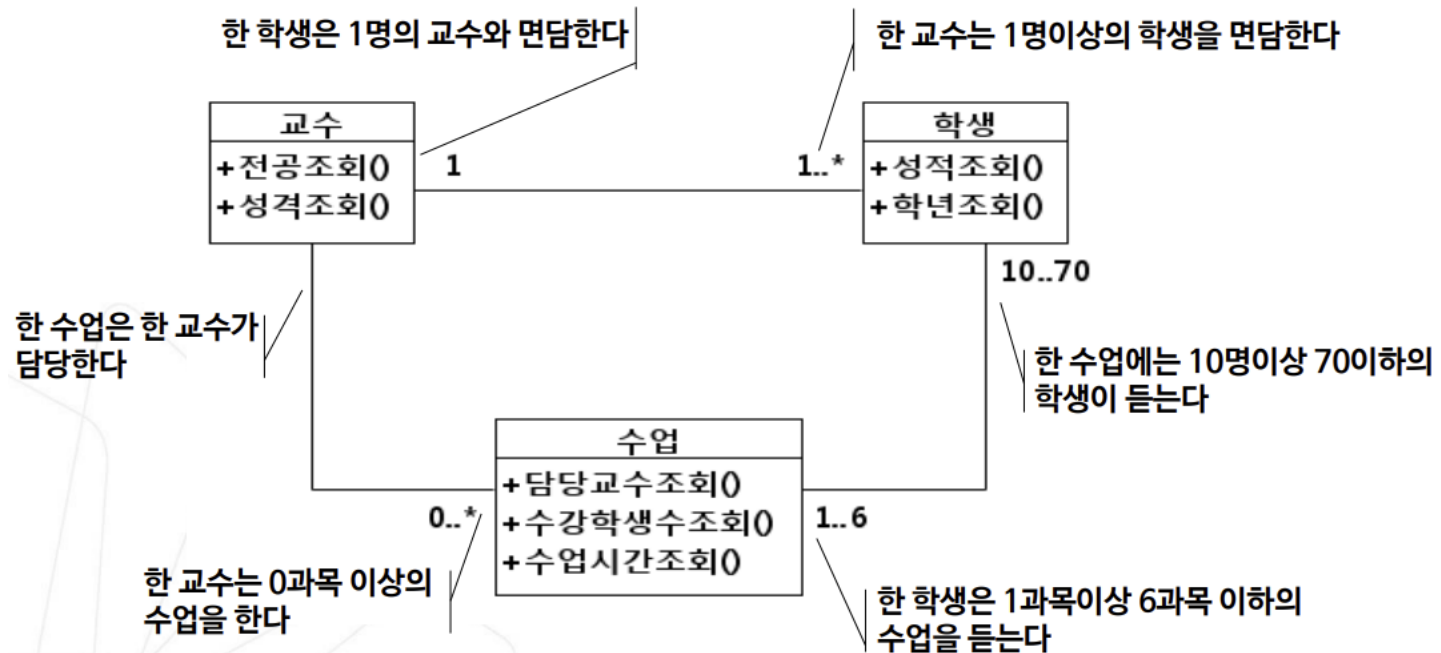 한 학생은 1명의 교수와 면담한다
한 교수는 1명이상의 학생을 면담한다
교수
+전공조회()
+성격조회()
1
1..*
학생
+성적조회()
+학년조회()
10..70
한 수업은 한 교수가
담당한다
한 수업에는 10명이상 70이하의
학생이 듣는다
수업
+담당교수조회()
+수강학생수조회()
+수업시간조회()
0..*
1..6
한 교수는 0과목 이상의
수업을 한다
한 학생은 1과목이상 6과목 이하의
수업을 듣는다